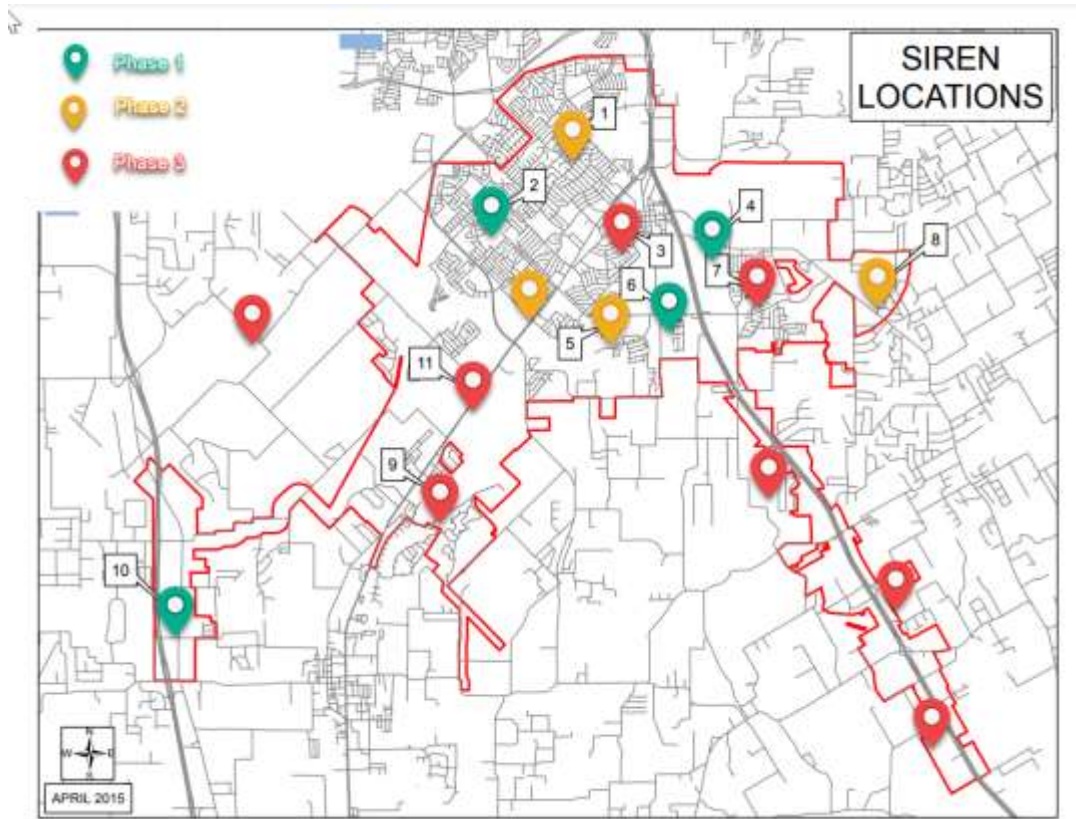 Phase 1
Phase 2
Phase 3
SIREN
LOCATIONS
1
2
3
4
5
6
7
8
9
10
11
N
W E
S
APRIL 2015